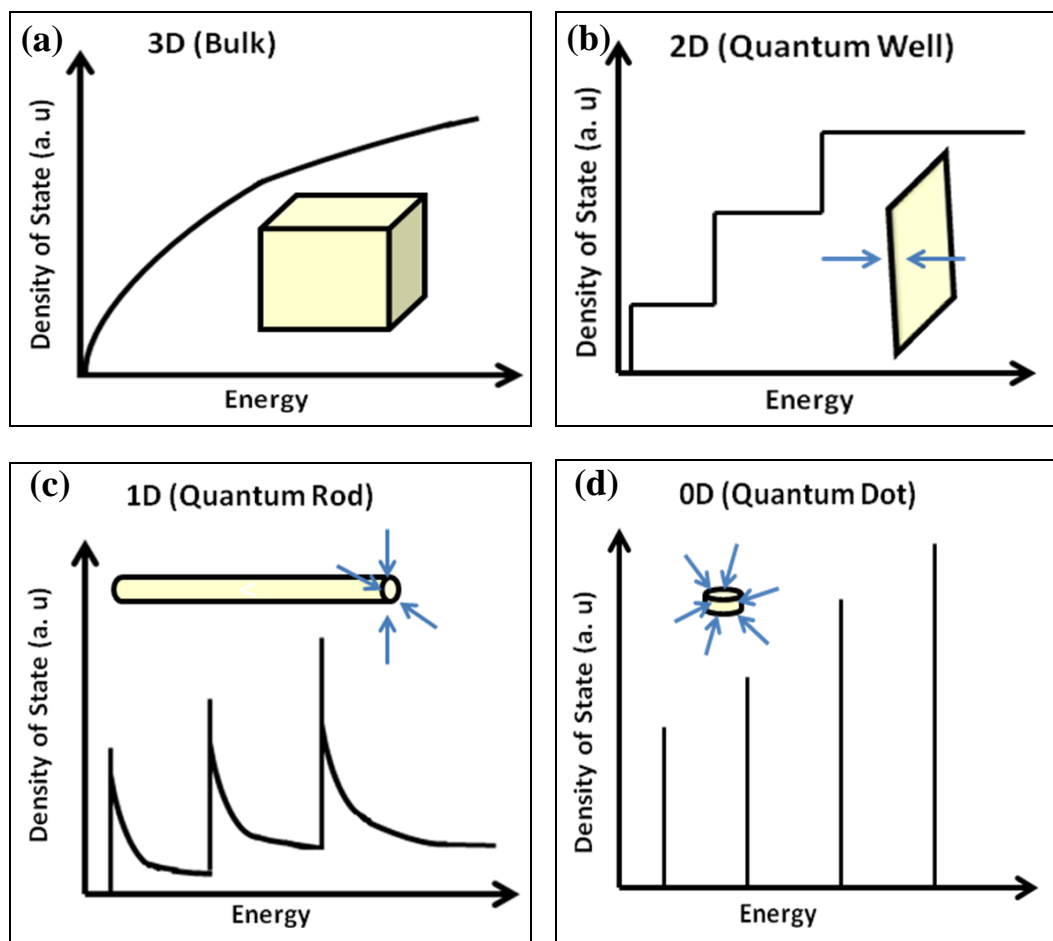 (a)
3D (Bulk)
Density of State (a. u)
Energy
(b)
2D (Quantum Well)
Density of State (a. u)
Energy
(c)
1D (Quantum Rod)
Density of State (a. u)
Energy
(d)
0D (Quantum Dot)
Density of State (a. u)
Energy